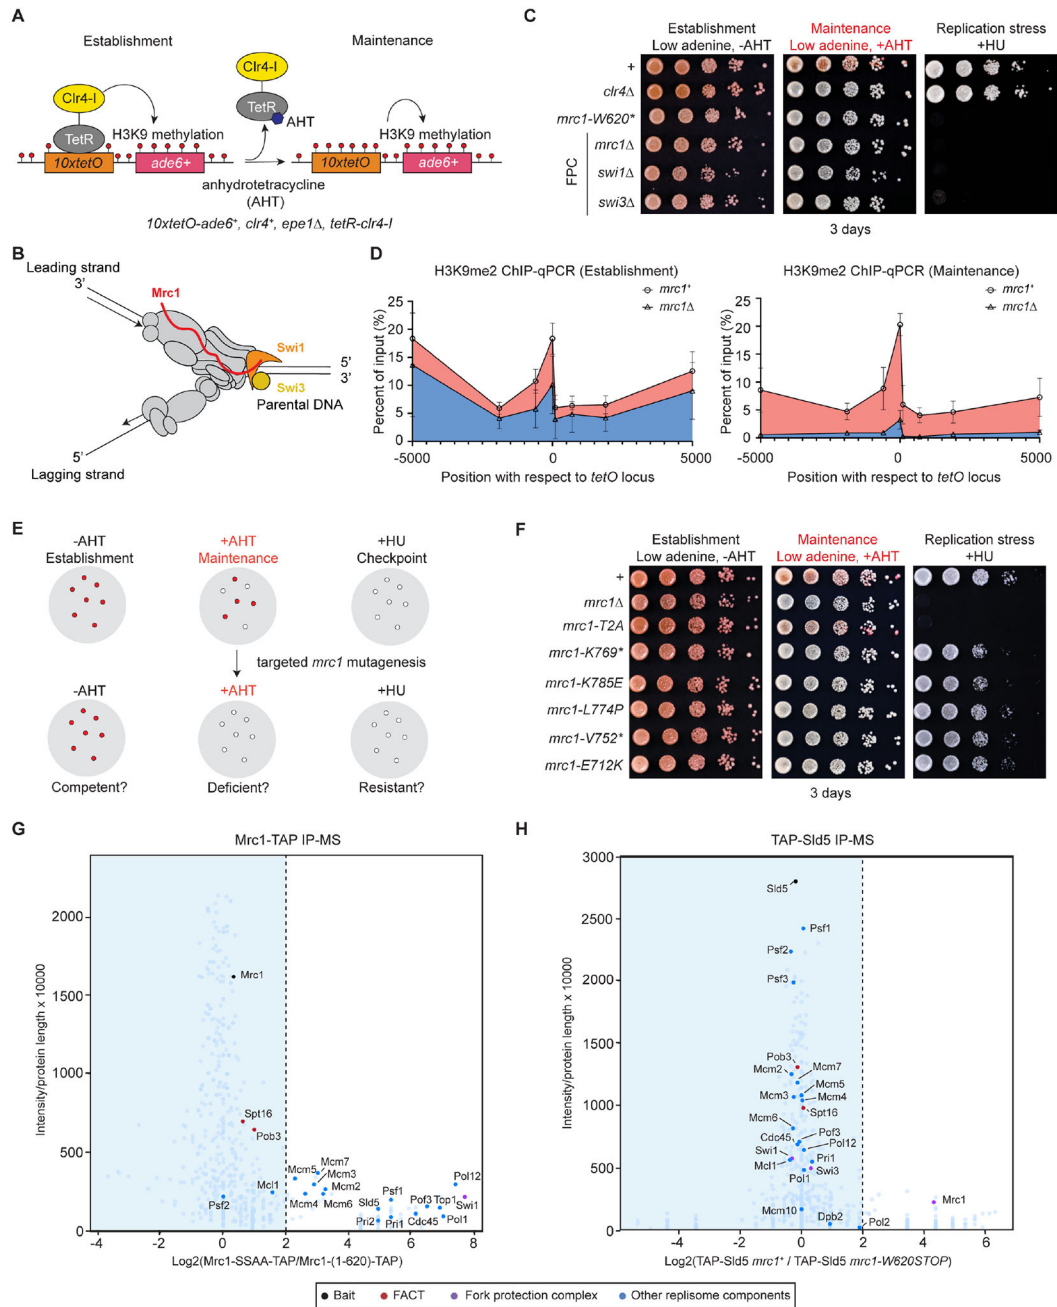 A
Establishment
Maintenance
Clr4-I
TetR
Clr4-I
TetR
AHT
H3K9 methylation
H3K9 methylation
10xtetO
ade6+
10xtetO
ade6+
anhydrotetracycline
(AHT)
10xtetO-ade6⁺, clr4⁺, epe1Δ, tetR-clr4-I
B
Leading strand
3’
Mrc1
Swi1
5’
3’
Swi3
Parental DNA
5’
Lagging strand
C
Establishment
Low adenine, -AHT
Maintenance
Low adenine, +AHT
Replication stress
+HU
+
clr4Δ
mrc1-W620*
FPC
mrc1Δ
swi1Δ
swi3Δ
3 days
D
H3K9me2 ChIP-qPCR (Establishment)
mrc1⁺
mrc1Δ
Percent of input (%)
25
20
15
10
5
0
-5000
0
5000
Position with respect to tetO locus
H3K9me2 ChIP-qPCR (Maintenance)
mrc1⁺
mrc1Δ
Percent of input (%)
25
20
15
10
5
0
-5000
0
5000
Position with respect to tetO locus
E
-AHT
Establishment
+AHT
Maintenance
+HU
Checkpoint
targeted mrc1 mutagenesis
-AHT
+AHT
+HU
Competent?
Deficient?
Resistant?
F
Establishment
Low adenine, -AHT
Maintenance
Low adenine, +AHT
Replication stress
+HU
+
mrc1Δ
mrc1-T2A
mrc1-K769*
mrc1-K785E
mrc1-L774P
mrc1-V752*
mrc1-E712K
3 days
G
Mrc1-TAP IP-MS
Intensity/protein length x 10000
2000
1500
1000
500
0
Mrc1
Spt16
Pob3
Mcl1
Psf2
Mcm5
Mcm7
Mcm3
Mcm2
Mcm4
Mcm6
Psf1
Sld5
Pri2
Pri1
Pof3
Top1
Cdc45
Pol1
Pol12
Swi1
-4
-2
0
2
4
6
8
Log2(Mrc1-SSAA-TAP/Mrc1-(1-620)-TAP)
H
TAP-Sld5 IP-MS
Intensity/protein length x 10000
3000
2500
2000
1500
1000
500
0
Sld5
Psf1
Psf2
Psf3
Pob3
Mcm2
Mcm7
Mcm5
Mcm3
Mcm4
Spt16
Mcm6
Cdc45
Pof3
Pol12
Swi1
Mcl1
Pri1
Swi3
Pol1
Mcm10
Dpb2
Pol2
Mrc1
-4
-2
0
2
4
6
Log2(TAP-Sld5 mrc1⁺ / TAP-Sld5 mrc1-W620STOP)
Bait
FACT
Fork protection complex
Other replisome components